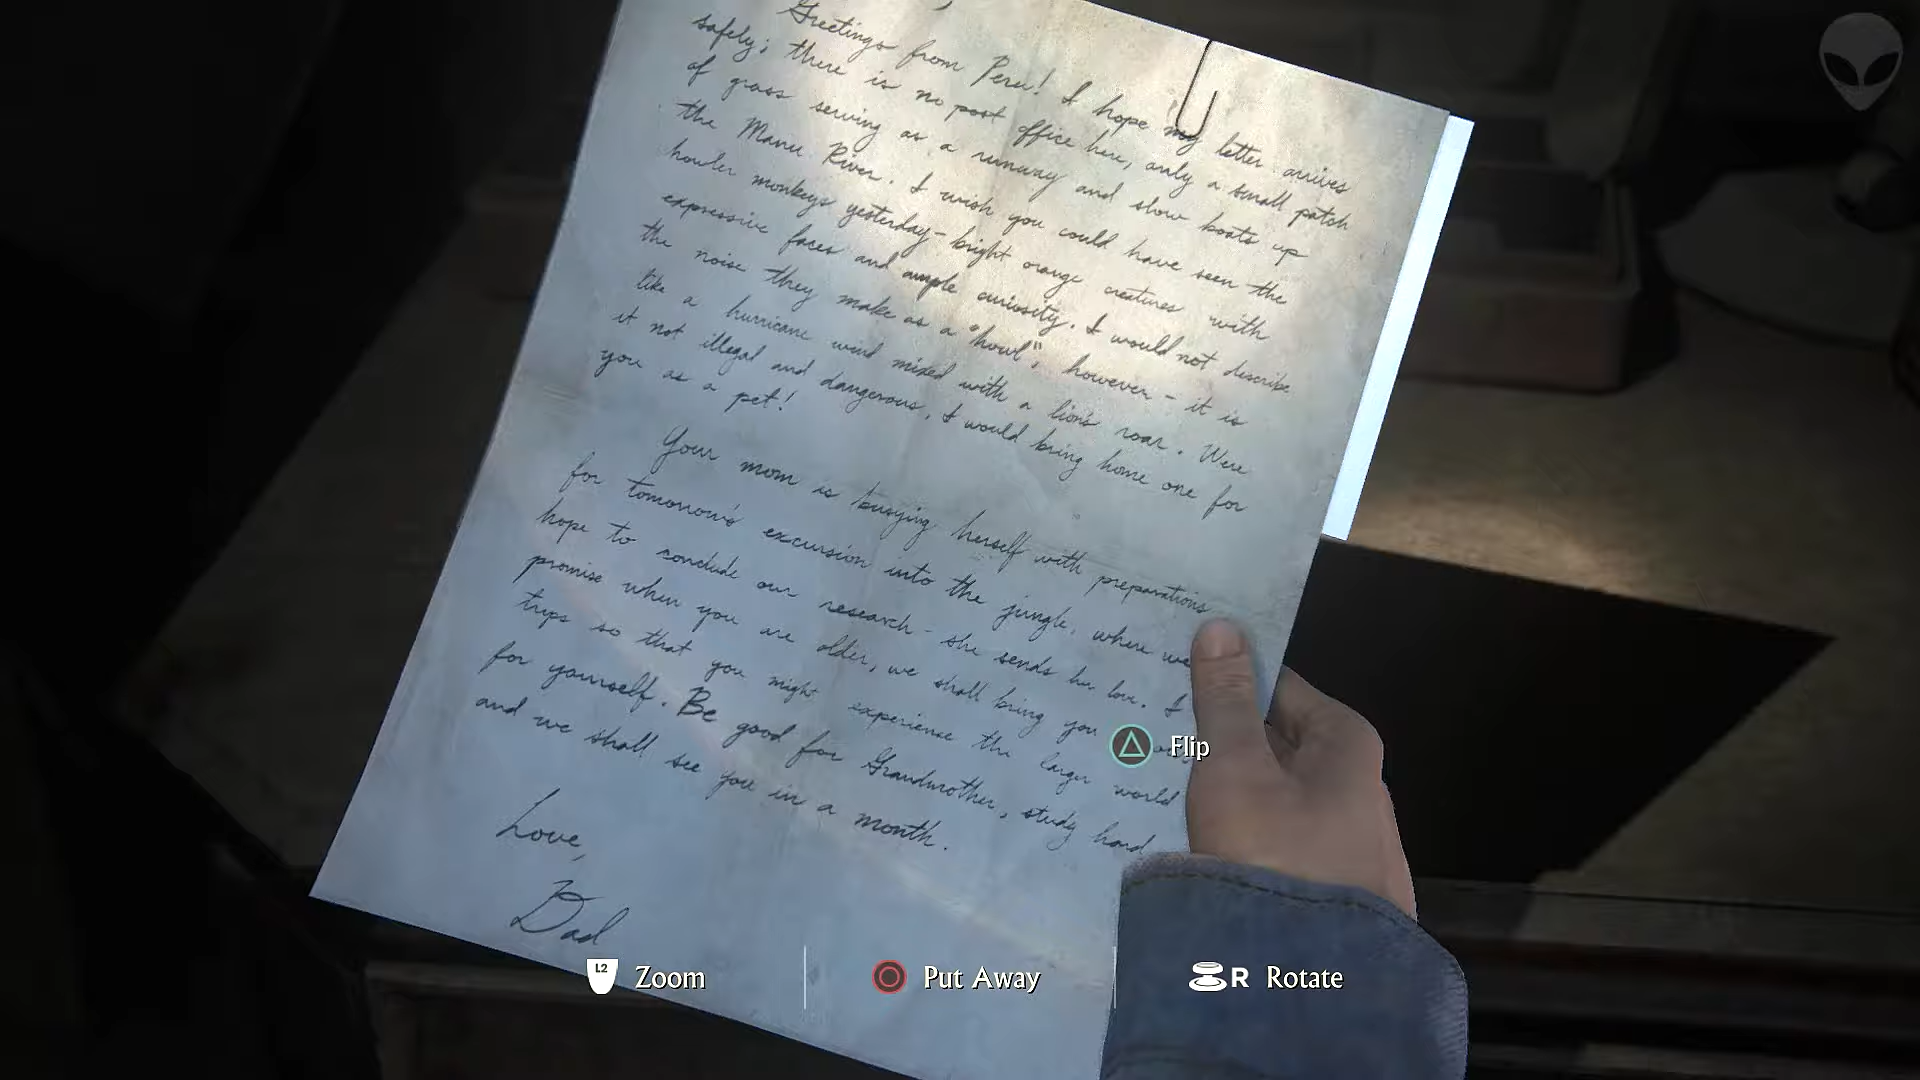 Greetings from Peru! I hope my letter arrives
safely; there is no post office here, only a small patch
of grass serving as a runway and slow boats up
the Manu River. I wish you could have seen the
howler monkeys yesterday - bright orange creatures with
expressive faces and ample curiosity. I would not describe
the noise they make as a "howl", however - it is
like a hurricane wind mixed with a lion's roar. Were
it not illegal and dangerous, I would bring home one for
you as a pet!
Your mom is busying herself with preparations
for tomorrow's excursion into the jungle, where we
hope to conclude our research - she sends her love. I
promise when you are older, we shall bring you
trips so that you might experience the larger world
for yourself. Be good for Grandmother, study hard
and we shall see you in a month.
Love,
Dad
Flip
L2 Zoom
Put Away
R Rotate